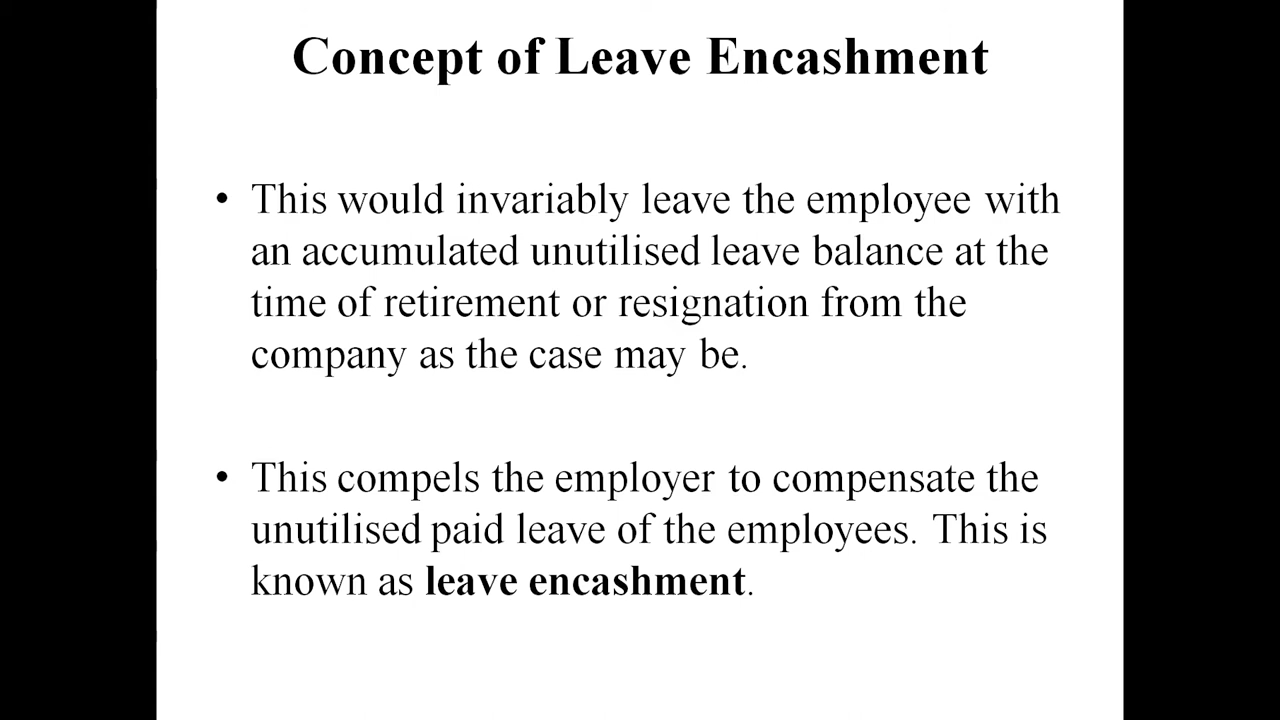 Concept of Leave Encashment
• This would invariably leave the employee with
an accumulated unutilised leave balance at the
time of retirement or resignation from the
company as the case may be.
• This compels the employer to compensate the
unutilised paid leave of the employees. This is
known as leave encashment.